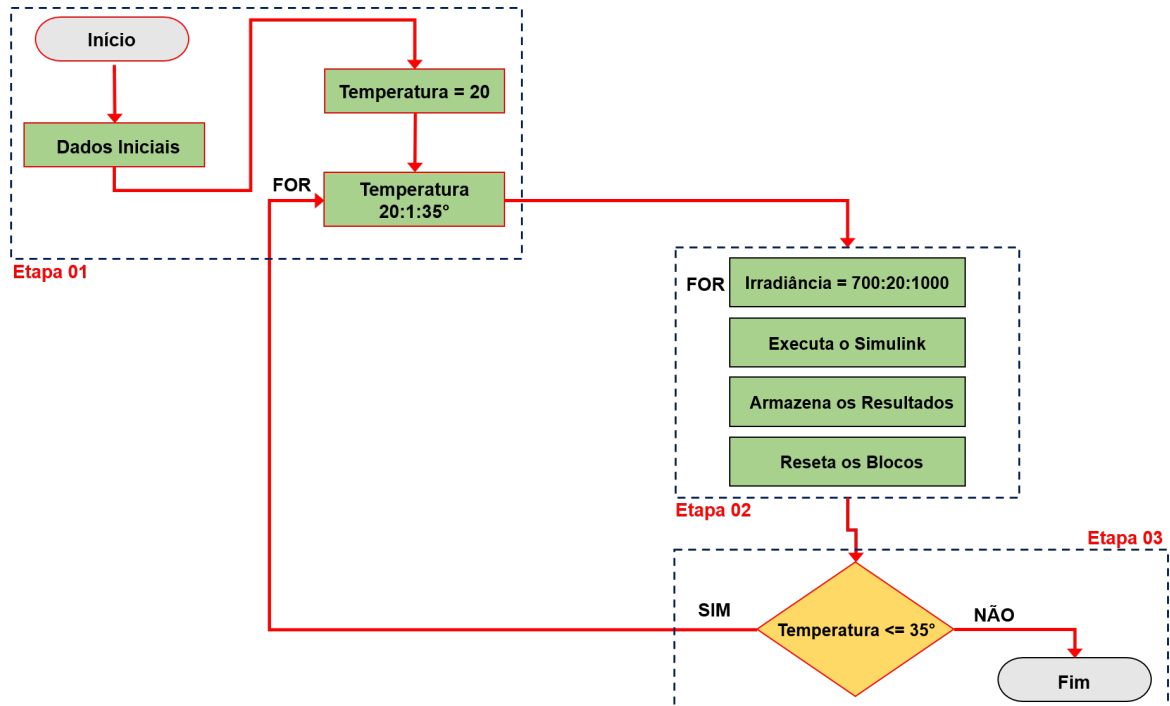 Início
Dados Iniciais
Temperatura = 20
FOR
Temperatura
20:1:35°
Etapa 01
FOR
Irradiância = 700:20:1000
Executa o Simulink
Armazena os Resultados
Reseta os Blocos
Etapa 02
Etapa 03
SIM
Temperatura <= 35°
NÃO
Fim